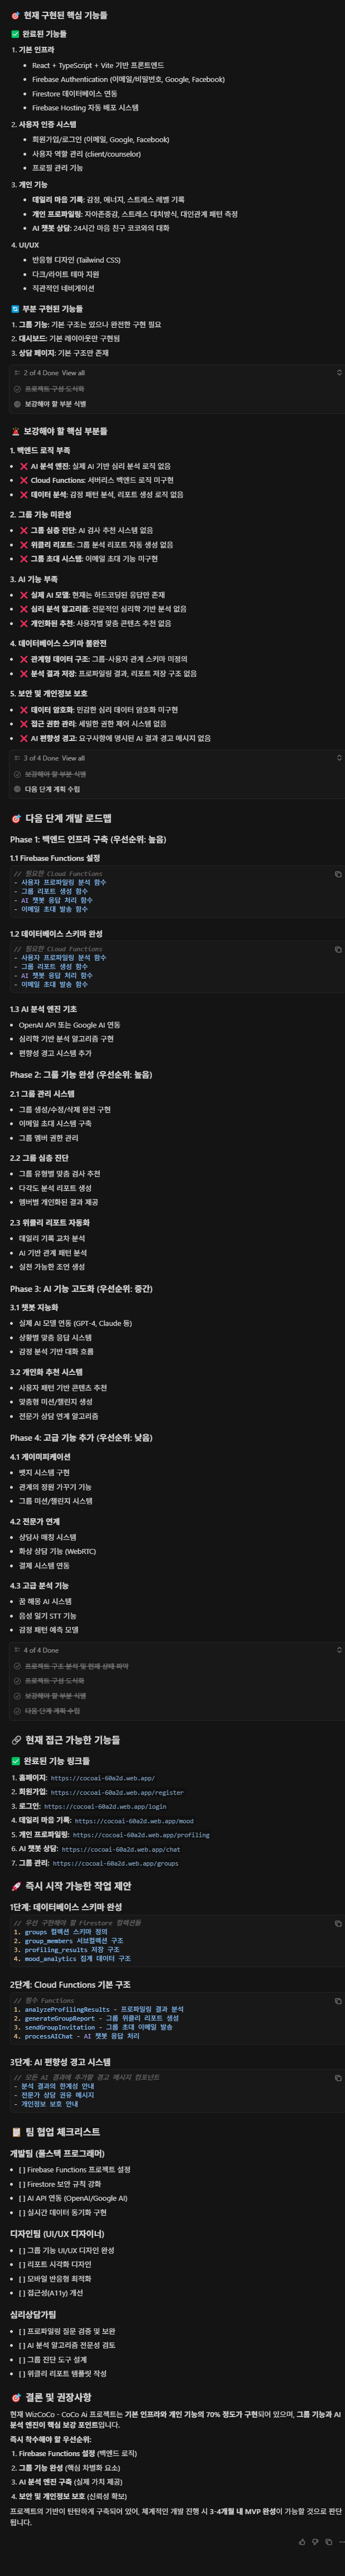 🎯 현재 구현된 핵심 기능들
✅ 완료된 기능들
1. 기본 인프라
• React + TypeScript + Vite 기반 프론트엔드
• Firebase Authentication (이메일/비밀번호, Google, Facebook)
• Firestore 데이터베이스 연동
• Firebase Hosting 자동 배포 시스템
2. 사용자 인증 시스템
• 회원가입/로그인 (이메일, Google, Facebook)
• 사용자 역할 관리 (client/counselor)
• 프로필 관리 기능
3. 개인 기능
• 데일리 마음 기록: 감정, 에너지, 스트레스 레벨 기록
• 개인 프로파일링: 자아존중감, 스트레스 대처방식, 대인관계 패턴 측정
• AI 챗봇 상담: 24시간 마음 친구 코코와의 대화
4. UI/UX
• 반응형 디자인 (Tailwind CSS)
• 다크/라이트 테마 지원
• 직관적인 네비게이션
🔄 부분 구현된 기능들
1. 그룹 기능: 기본 구조는 있으나 완전한 구현 필요
2. 대시보드: 기본 레이아웃만 구현됨
3. 상담 페이지: 기본 구조만 존재
2 of 4 Done View all
프로젝트 구성 도식화
보강해야 할 부분 식별
🚨 보강해야 할 핵심 부분들
1. 백엔드 로직 부족
• ❌ AI 분석 엔진: 실제 AI 기반 심리 분석 로직 없음
• ❌ Cloud Functions: 서버리스 백엔드 로직 미구현
• ❌ 데이터 분석: 감정 패턴 분석, 리포트 생성 로직 없음
2. 그룹 기능 미완성
• ❌ 그룹 심층 진단: AI 검사 추천 시스템 없음
• ❌ 위클리 리포트: 그룹 분석 리포트 자동 생성 없음
• ❌ 그룹 초대 시스템: 이메일 초대 기능 미구현
3. AI 기능 부족
• ❌ 실제 AI 모델: 현재는 하드코딩된 응답만 존재
• ❌ 심리 분석 알고리즘: 전문적인 심리학 기반 분석 없음
• ❌ 개인화된 추천: 사용자별 맞춤 콘텐츠 추천 없음
4. 데이터베이스 스키마 불완전
• ❌ 관계형 데이터 구조: 그룹-사용자 관계 스키마 미정의
• ❌ 분석 결과 저장: 프로파일링 결과, 리포트 저장 구조 없음
5. 보안 및 개인정보 보호
• ❌ 데이터 암호화: 민감한 심리 데이터 암호화 미구현
• ❌ 접근 권한 관리: 세밀한 권한 제어 시스템 없음
• ❌ AI 편향성 경고: 요구사항에 명시된 AI 결과 경고 메시지 없음
3 of 4 Done View all
보강해야 할 부분 식별
다음 단계 계획 수립
🎯 다음 단계 개발 로드맵
Phase 1: 백엔드 인프라 구축 (우선순위: 높음)
1.1 Firebase Functions 설정
// 필요한 Cloud Functions
- 사용자 프로파일링 분석 함수
- 그룹 리포트 생성 함수
- AI 챗봇 응답 처리 함수
- 이메일 초대 발송 함수
1.2 데이터베이스 스키마 완성
// 필요한 Cloud Functions
- 사용자 프로파일링 분석 함수
- 그룹 리포트 생성 함수
- AI 챗봇 응답 처리 함수
- 이메일 초대 발송 함수
1.3 AI 분석 엔진 기초
• OpenAI API 또는 Google AI 연동
• 심리학 기반 분석 알고리즘 구현
• 편향성 경고 시스템 추가
Phase 2: 그룹 기능 완성 (우선순위: 높음)
2.1 그룹 관리 시스템
• 그룹 생성/수정/삭제 완전 구현
• 이메일 초대 시스템 구축
• 그룹 멤버 권한 관리
2.2 그룹 심층 진단
• 그룹 유형별 맞춤 검사 추천
• 다각도 분석 리포트 생성
• 멤버별 개인화된 결과 제공
2.3 위클리 리포트 자동화
• 데일리 기록 교차 분석
• AI 기반 관계 패턴 분석
• 실천 가능한 조언 생성
Phase 3: AI 기능 고도화 (우선순위: 중간)
3.1 챗봇 지능화
• 실제 AI 모델 연동 (GPT-4, Claude 등)
• 상황별 맞춤 응답 시스템
• 감정 분석 기반 대화 흐름
3.2 개인화 추천 시스템
• 사용자 패턴 기반 콘텐츠 추천
• 맞춤형 미션/챌린지 생성
• 전문가 상담 연계 알고리즘
Phase 4: 고급 기능 추가 (우선순위: 낮음)
4.1 게이미피케이션
• 뱃지 시스템 구현
• 관계의 정원 가꾸기 기능
• 그룹 미션/챌린지 시스템
4.2 전문가 연계
• 상담사 매칭 시스템
• 화상 상담 기능 (WebRTC)
• 결제 시스템 연동
4.3 고급 분석 기능
• 꿈 해몽 AI 시스템
• 음성 일기 STT 기능
• 감정 패턴 예측 모델
4 of 4 Done
프로젝트 구조 분석 및 현재 상태 파악
프로젝트 구성 도식화
보강해야 할 부분 식별
다음 단계 계획 수립
🔗 현재 접근 가능한 기능들
✅ 완료된 기능 링크들
1. 홈페이지: https://cocoai-60a2d.web.app/
2. 회원가입: https://cocoai-60a2d.web.app/register
3. 로그인: https://cocoai-60a2d.web.app/login
4. 데일리 마음 기록: https://cocoai-60a2d.web.app/mood
5. 개인 프로파일링: https://cocoai-60a2d.web.app/profiling
6. AI 챗봇 상담: https://cocoai-60a2d.web.app/chat
7. 그룹 관리: https://cocoai-60a2d.web.app/groups
🚀 즉시 시작 가능한 작업 제안
1단계: 데이터베이스 스키마 완성
// 우선 구현해야 할 Firestore 컬렉션들
1. groups 컬렉션 스키마 정의
2. group_members 서브컬렉션 구조
3. profiling_results 저장 구조
4. mood_analytics 집계 데이터 구조
2단계: Cloud Functions 기본 구조
// 필수 Functions
1. analyzeProfilingResults - 프로파일링 결과 분석
2. generateGroupReport - 그룹 위클리 리포트 생성
3. sendGroupInvitation - 그룹 초대 이메일 발송
4. processAIChat - AI 챗봇 응답 처리
3단계: AI 편향성 경고 시스템
// 모든 AI 결과에 추가할 경고 메시지 컴포넌트
- 분석 결과의 한계성 안내
- 전문가 상담 권유 메시지
- 개인정보 보호 안내
📋 팀 협업 체크리스트
개발팀 (풀스택 프로그래머)
• [ ] Firebase Functions 프로젝트 설정
• [ ] Firestore 보안 규칙 강화
• [ ] AI API 연동 (OpenAI/Google AI)
• [ ] 실시간 데이터 동기화 구현
디자인팀 (UI/UX 디자이너)
• [ ] 그룹 기능 UI/UX 디자인 완성
• [ ] 리포트 시각화 디자인
• [ ] 모바일 반응형 최적화
• [ ] 접근성(A11y) 개선
심리상담가팀
• [ ] 프로파일링 질문 검증 및 보완
• [ ] AI 분석 알고리즘 전문성 검토
• [ ] 그룹 진단 도구 설계
• [ ] 위클리 리포트 템플릿 작성
🎯 결론 및 권장사항
현재 WizCoCo - CoCo Ai 프로젝트는 기본 인프라와 개인 기능의 70% 정도가 구현되어 있으며, 그룹 기능과 AI
분석 엔진이 핵심 보강 포인트입니다.
즉시 착수해야 할 우선순위:
1. Firebase Functions 설정 (백엔드 로직)
2. 그룹 기능 완성 (핵심 차별화 요소)
3. AI 분석 엔진 구축 (실제 가치 제공)
4. 보안 및 개인정보 보호 (신뢰성 확보)
프로젝트의 기반이 탄탄하게 구축되어 있어, 체계적인 개발 진행 시 3-4개월 내 MVP 완성이 가능할 것으로 판단
됩니다.